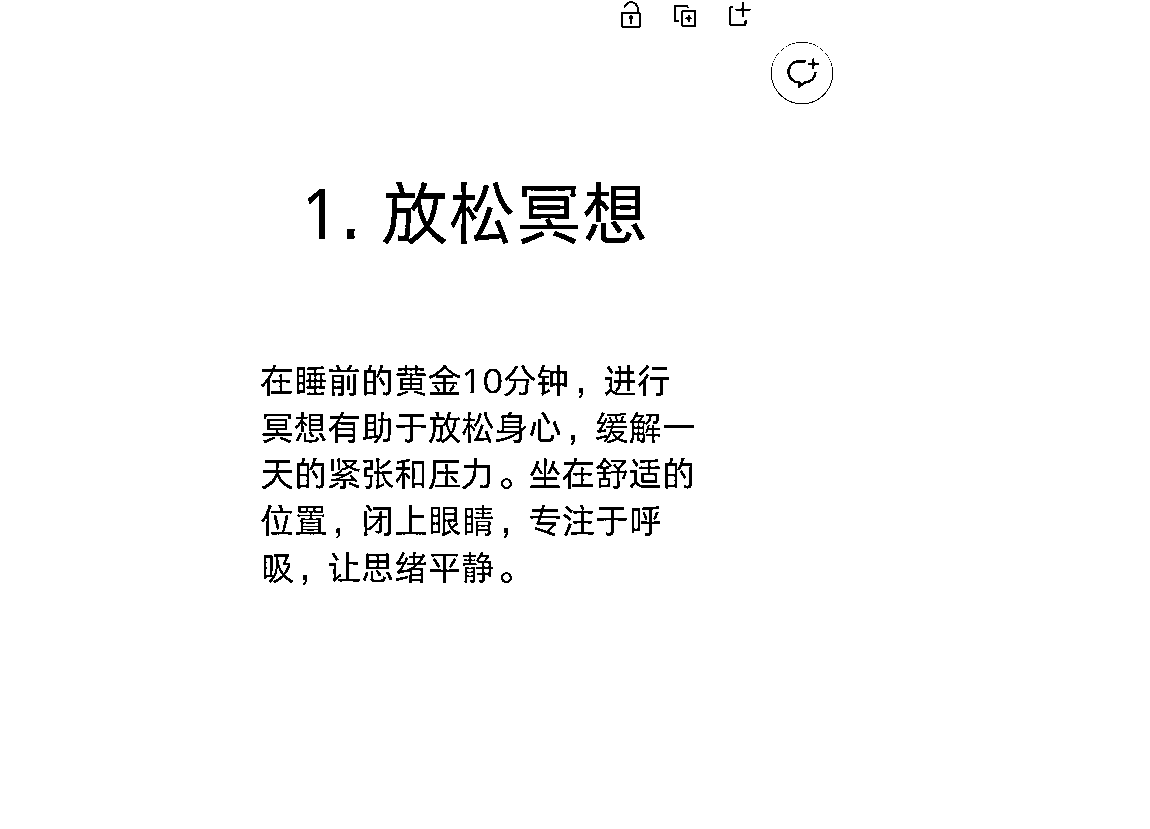 1. 放松冥想
在睡前的黄金10分钟，进行
冥想有助于放松身心，缓解一
天的紧张和压力。坐在舒适的
位置，闭上眼睛，专注于呼
吸，让思绪平静。